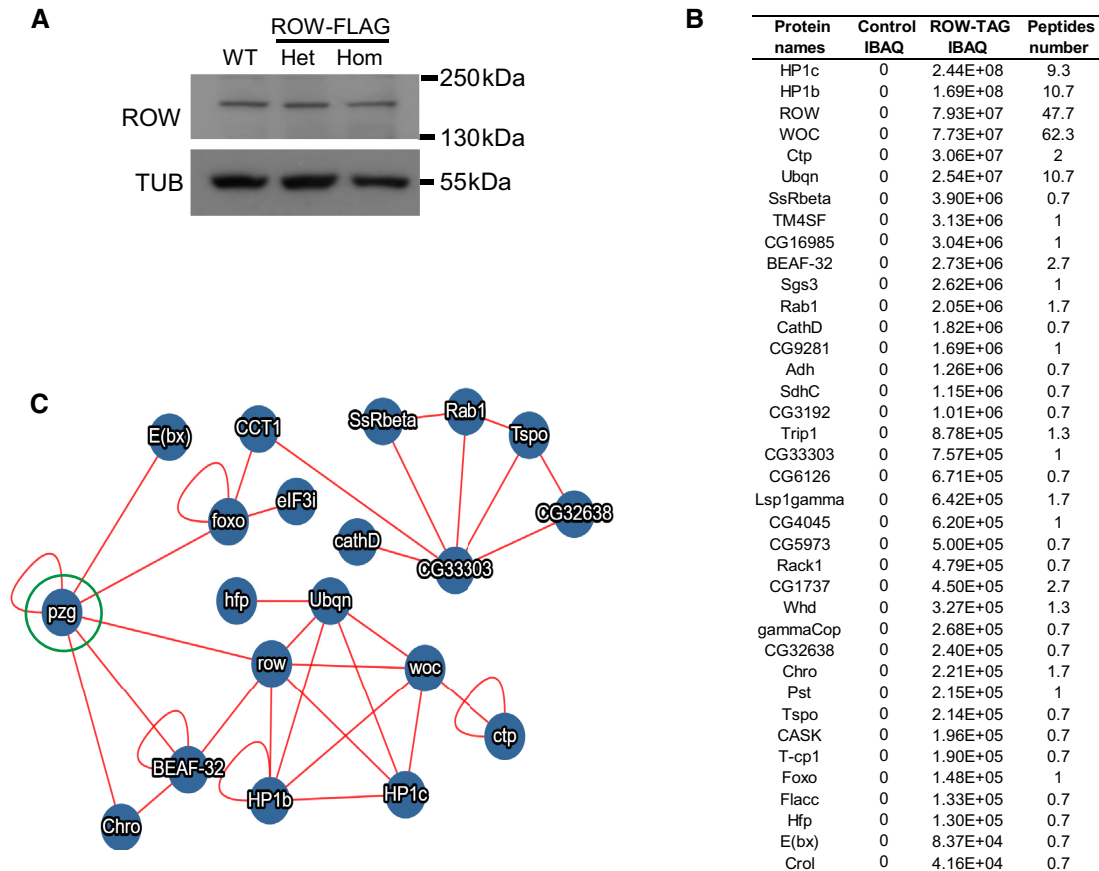 A
ROW-FLAG
WT Het Hom
250kDa
ROW
130kDa
TUB
55kDa
B
Protein names Control IBAQ ROW-TAG IBAQ Peptides number
HP1c 0 2.44E+08 9.3
HP1b 0 1.69E+08 10.7
ROW 0 7.93E+07 47.7
WOC 0 7.73E+07 62.3
Ctp 0 3.06E+07 2
Ubqn 0 2.54E+07 10.7
SsRbeta 0 3.90E+06 0.7
TM4SF 0 3.13E+06 1
CG16985 0 3.04E+06 1
BEAF-32 0 2.73E+06 2.7
Sgs3 0 2.62E+06 1
Rab1 0 2.05E+06 1.7
CathD 0 1.82E+06 0.7
CG9281 0 1.69E+06 1
Adh 0 1.26E+06 0.7
SdhC 0 1.15E+06 0.7
CG3192 0 1.01E+06 0.7
Trip1 0 8.78E+05 1.3
CG33303 0 7.57E+05 1
CG6126 0 6.71E+05 0.7
Lsp1gamma 0 6.42E+05 1.7
CG4045 0 6.20E+05 1
CG5973 0 5.00E+05 0.7
Rack1 0 4.79E+05 0.7
CG1737 0 4.50E+05 2.7
Whd 0 3.27E+05 1.3
gammaCop 0 2.68E+05 0.7
CG32638 0 2.40E+05 0.7
Chro 0 2.21E+05 1.7
Pst 0 2.15E+05 1
Tspo 0 2.14E+05 0.7
CASK 0 1.96E+05 0.7
T-cp1 0 1.90E+05 0.7
Foxo 0 1.48E+05 1
Flacc 0 1.33E+05 0.7
Hfp 0 1.30E+05 0.7
E(bx) 0 8.37E+04 0.7
Crol 0 4.16E+04 0.7
C
E(bx)
CCT1
SsRbeta
Rab1
Tspo
foxo
eIF3i
cathD
CG33303
CG32638
pzg
hfp
Ubqn
row
woc
ctp
BEAF-32
HP1b
HP1c
Chro